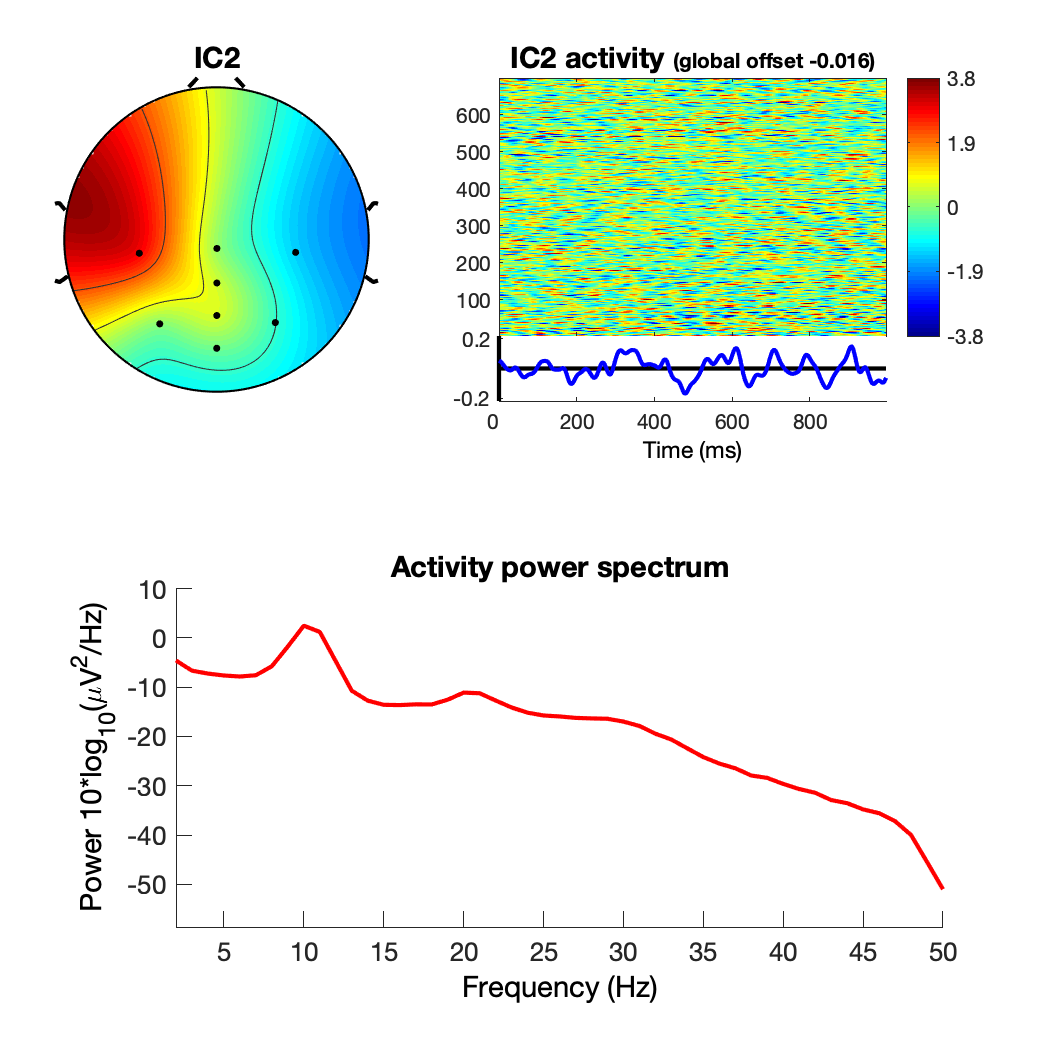 IC2
IC2 activity (global offset -0.016)
600
500
400
300
200
100
3.8
1.9
0
-1.9
-3.8
0.2
-0.2
0 200 400 600 800
Time (ms)
Activity power spectrum
Power 10*log10(μV2/Hz)
10
0
-10
-20
-30
-40
-50
5 10 15 20 25 30 35 40 45 50
Frequency (Hz)